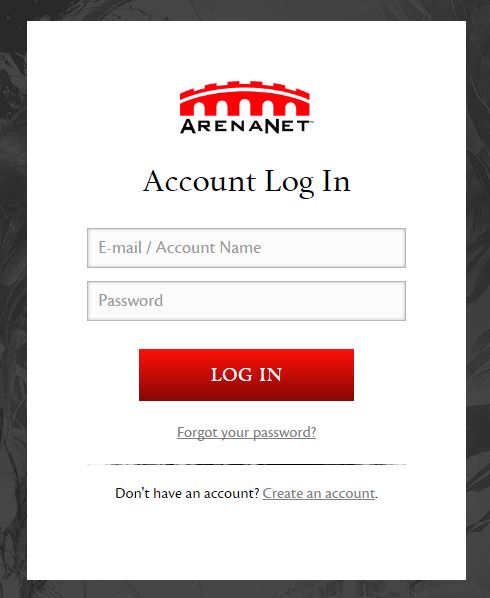 ARENANET™
Account Log In
E-mail / Account Name
Password
LOG IN
Forgot your password?
Don't have an account? Create an account.